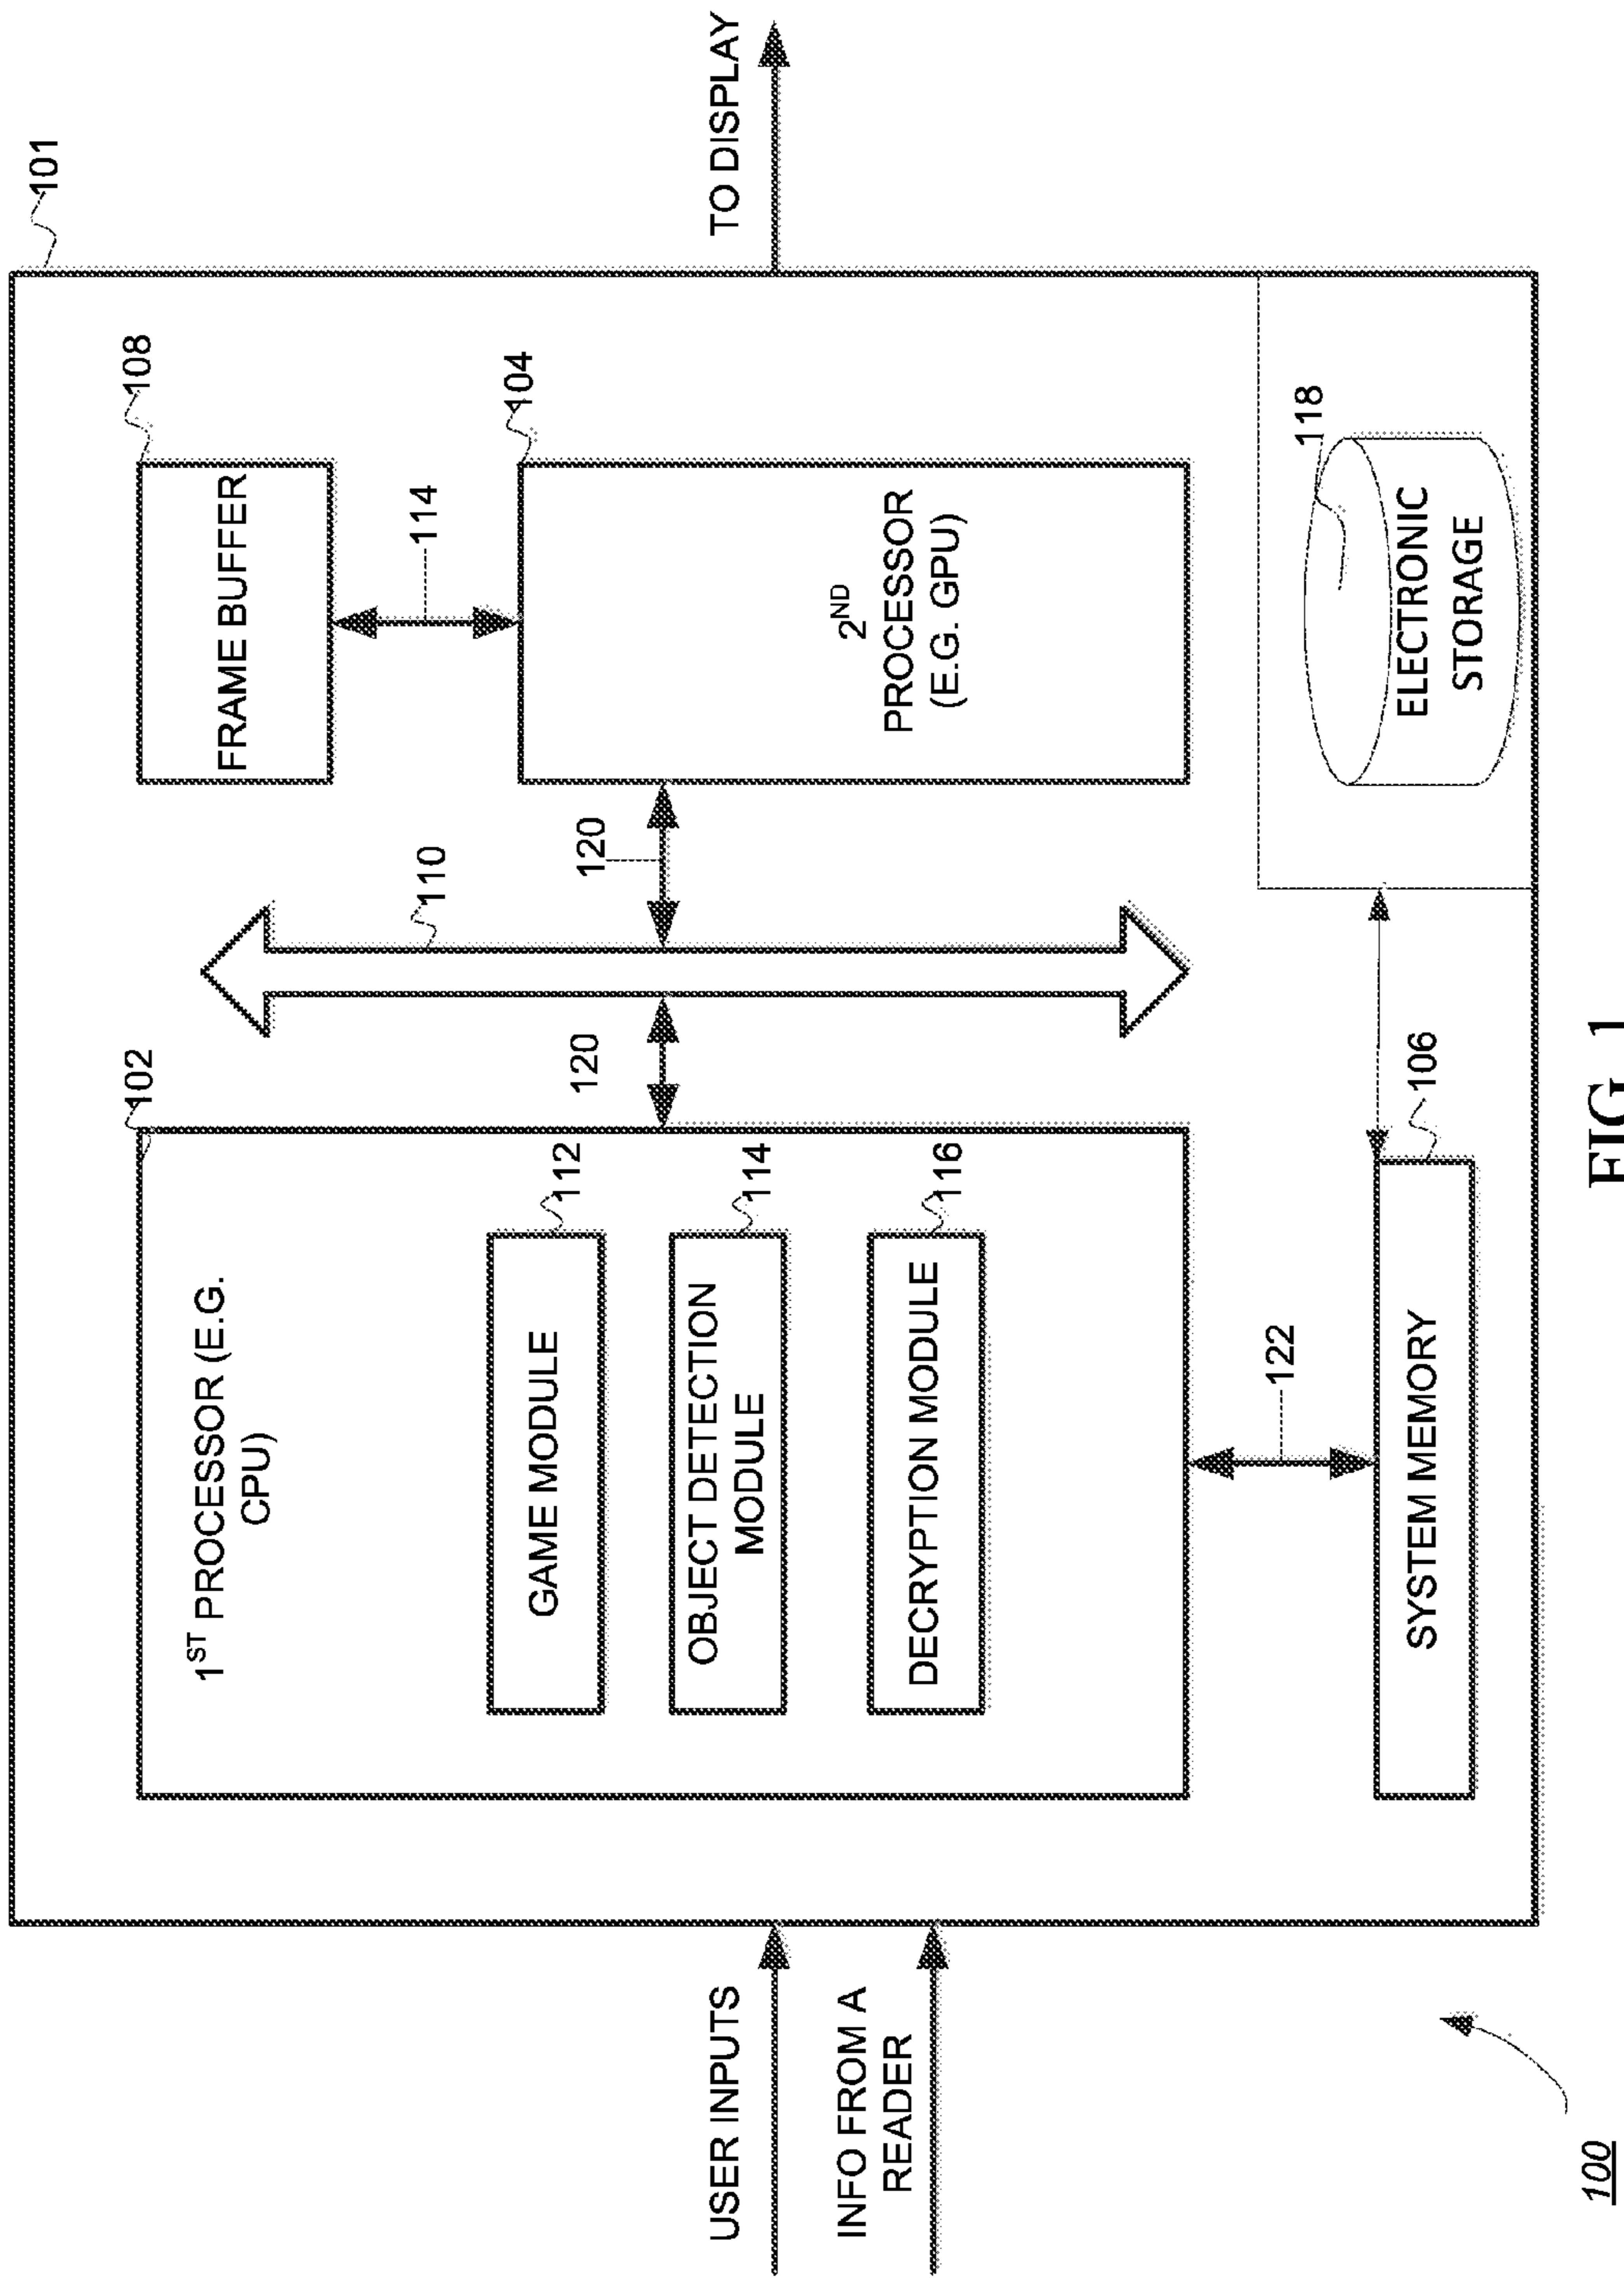 101
TO DISPLAY
108
FRAME BUFFER
114
104
2ND
PROCESSOR
(E.G. GPU)
118
ELECTRONIC
STORAGE
110
120
120
102
1ST PROCESSOR (E.G.
CPU)
112
GAME MODULE
114
OBJECT DETECTION
MODULE
116
DECRYPTION MODULE
122
106
SYSTEM MEMORY
USER INPUTS
INFO FROM A
READER
100
FIG. 1